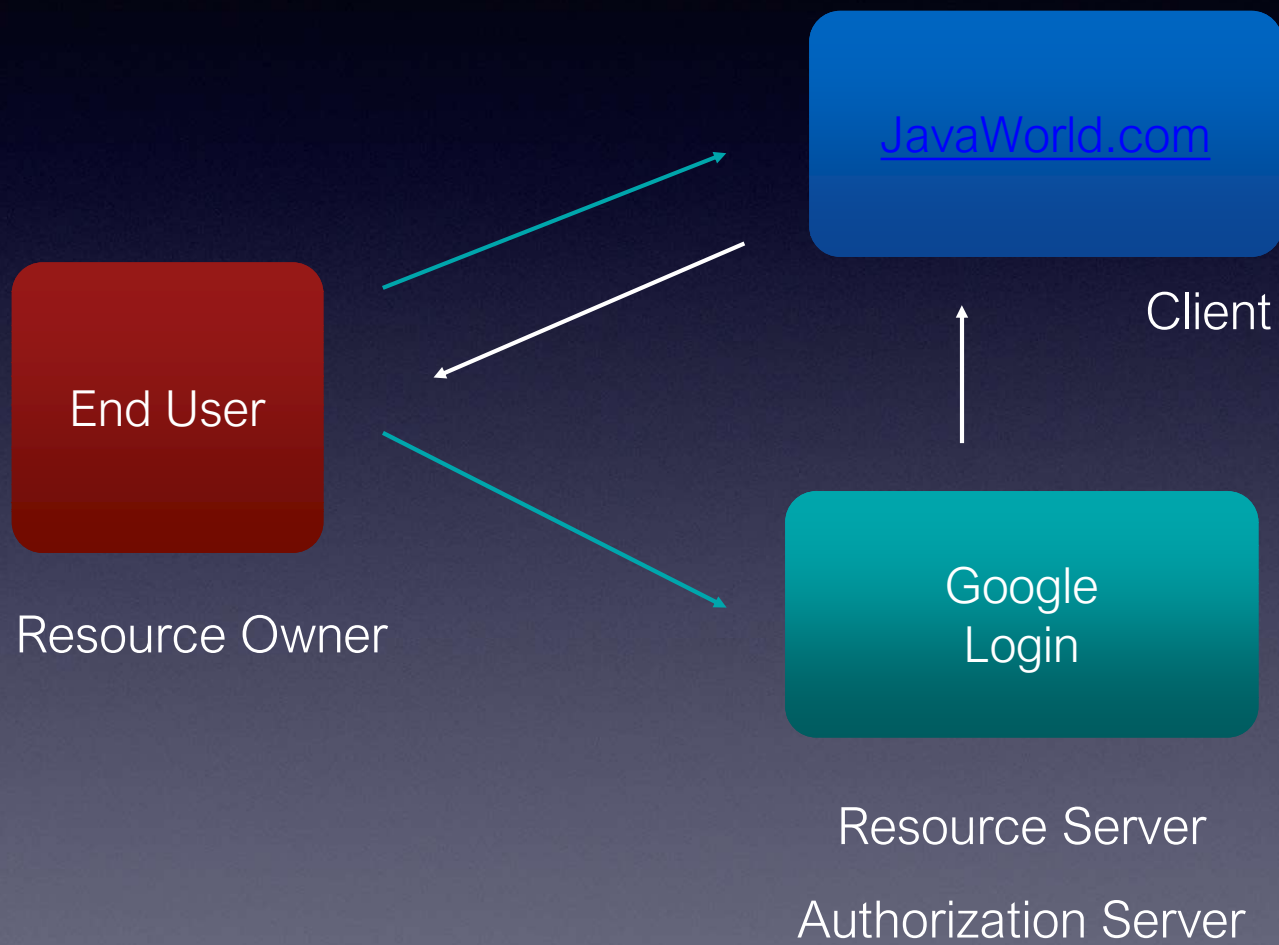 JavaWorld.com
Client
End User
Resource Owner
Google
Login
Resource Server
Authorization Server